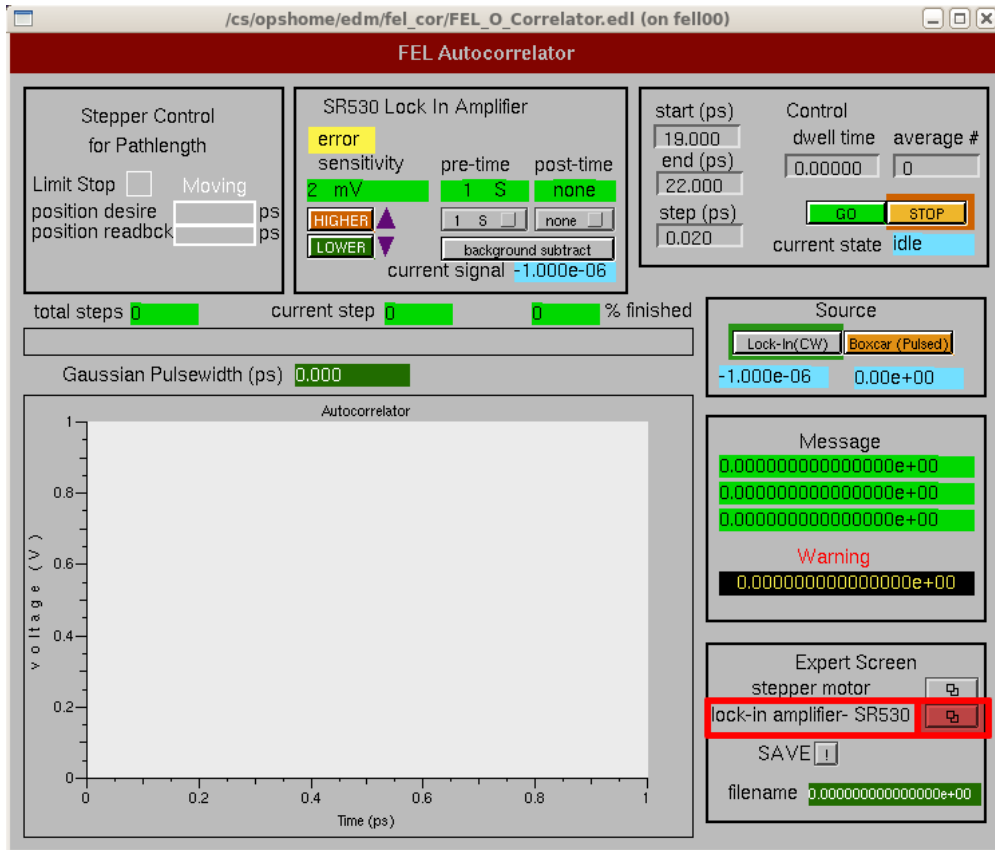 /cs/opshome/edm/fel_cor/FEL_O_Correlator.edl (on fell00)
FEL Autocorrelator
Stepper Control
for Pathlength
Limit Stop Moving
position desire ps
position readbck ps
SR530 Lock In Amplifier
error
sensitivity pre-time post-time
2 mV 1 S none
HIGHER 1 S none
LOWER background subtract
current signal -1.000e-06
start (ps) Control
19.000 dwell time average #
end (ps) 0.00000 0
22.000
step (ps) GO STOP
0.020 current state idle
total steps 0 current step 0 0 % finished
Gaussian Pulsewidth (ps) 0.000
Source
Lock-In(CW) Boxcar (Pulsed)
-1.000e-06 0.00e+00
Autocorrelator
1
0.8
0.6
0.4
0.2
0
voltage (V)
0 0.2 0.4 0.6 0.8 1
Time (ps)
Message
0.000000000000000e+00
0.000000000000000e+00
0.000000000000000e+00
Warning
0.000000000000000e+00
Expert Screen
stepper motor
lock-in amplifier- SR530
SAVE !
filename 0.000000000000000e+00